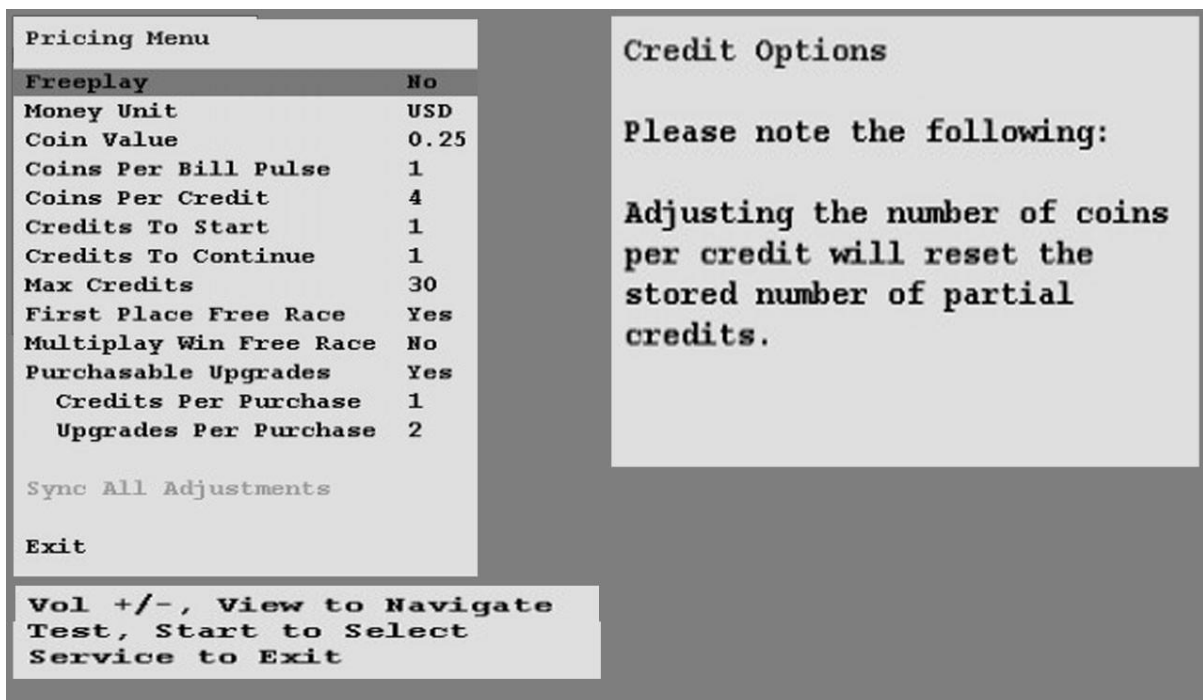 Pricing Menu
Freeplay No
Money Unit USD
Coin Value 0.25
Coins Per Bill Pulse 1
Coins Per Credit 4
Credits To Start 1
Credits To Continue 1
Max Credits 30
First Place Free Race Yes
Multiplay Win Free Race No
Purchasable Upgrades Yes
Credits Per Purchase 1
Upgrades Per Purchase 2
Sync All Adjustments
Exit
Vol +/-, View to Navigate
Test, Start to Select
Service to Exit
Credit Options
Please note the following:
Adjusting the number of coins
per credit will reset the
stored number of partial
credits.